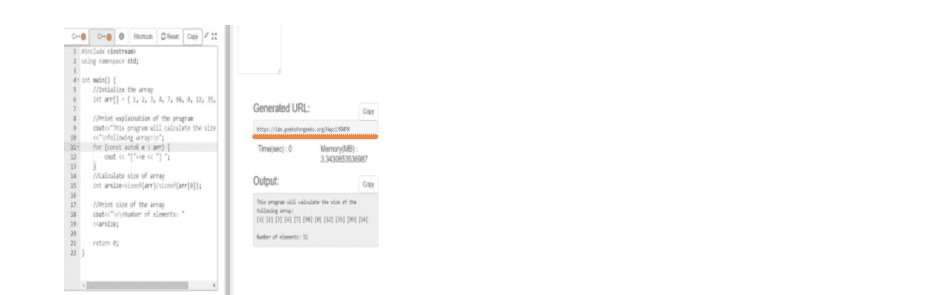 C++ C++ Shortcuts Reset Copy
1 #include <iostream>
2 using namespace std;
3
4 int main() {
5 //Intialize the array
6 int arr[] = { 1, 2, 3, 4, 7, 98, 0, 12, 35,
7
8 //Print explaination of the program
9 cout<<"This program will calculate the size
10 <<"\nfollowing array:\n";
11 for (const auto& e : arr) {
12 cout << "["<<e << "] ";
13 }
14 //Calculate size of array
15 int arsize=sizeof(arr)/sizeof(arr[0]);
16
17 //Print size of the array
18 cout<<"\n\nNumber of elements: "
19 <<arsize;
20
21 return 0;
22 }
Generated URL:
Copy
Time(sec) : 0
Memory(MB) :
3.3430853536987
Output:
Copy
This program will calculate the size of the
following array:
[1] [2] [3] [4] [7] [98] [0] [12] [35] [99] [14]
Number of elements: 11